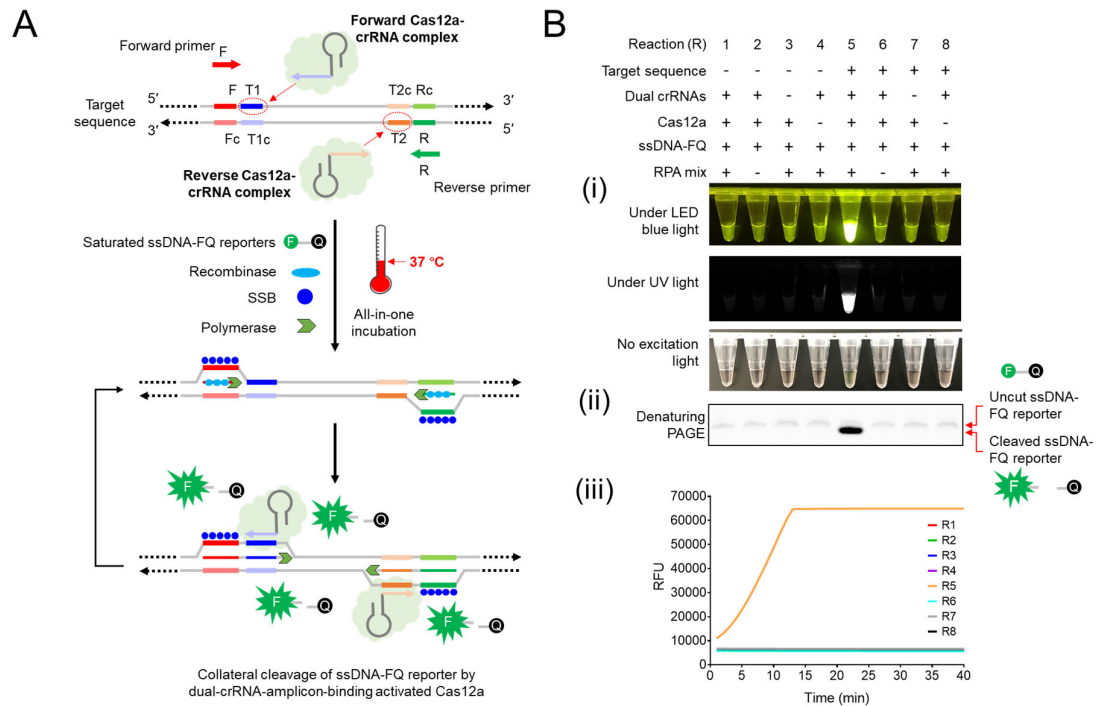 A
Forward Cas12a-
crRNA complex
Forward primer
F
F T1 T2c Rc
5′ 3′
Target
sequence
3′ 5′
Fc T1c T2 R
R
Reverse Cas12a-
crRNA complex
Reverse primer
Saturated ssDNA-FQ reporters F Q
Recombinase
37 °C
SSB
Polymerase
All-in-one
incubation
F Q
F Q
F Q
F Q
Collateral cleavage of ssDNA-FQ reporter by
dual-crRNA-amplicon-binding activated Cas12a
B
Reaction (R) 1 2 3 4 5 6 7 8
Target sequence - - - - + + + +
Dual crRNAs + + - + + + - +
Cas12a + + + - + + + -
ssDNA-FQ + + + + + + + +
RPA mix + - + + + - + +
(i)
Under LED
blue light
Under UV light
No excitation
light
F Q
(ii)
Denaturing
PAGE
Uncut ssDNA-
FQ reporter
Cleaved ssDNA-
FQ reporter
F Q
(iii)
70000
60000
50000
40000
30000
20000
10000
0
RFU
R1
R2
R3
R4
R5
R6
R7
R8
0 5 10 15 20 25 30 35 40
Time (min)